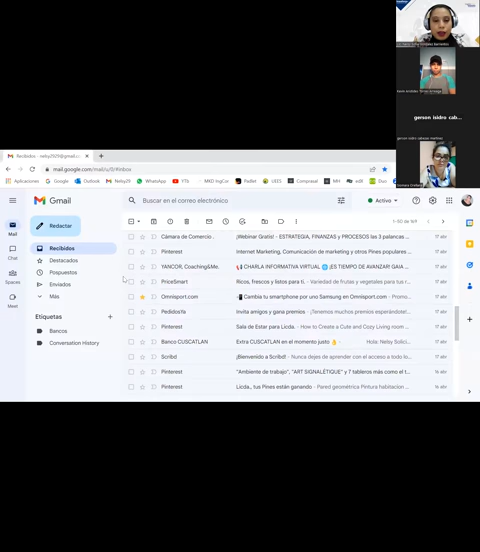 gerson isidro cab...
Recibidos - nelsy2929@gmail.c
mail.google.com/mail/u/0/#inbox
Aplicaciones Google Outlook Nelsy29 WhatsApp YTs MKD IngCar Padlet UEES Comprasal MH Duo
Gmail
Buscar en el correo electrónico
Activo
Redactar
1-50 de
Mail
Recibidos
Cámara de Comercio .
¡Webinar Gratis! - ESTRATEGIA, FINANZAS y PROCESOS las 3 palancas ...
17 abr
Chat
Destacados
Pinterest
Internet Marketing, Comunicación de marketing y otros Pines populares ...
17 abr
Spaces
Pospuestos
YANCOR, Coaching&Me.
CHARLA INFORMATIVA VIRTUAL ¡ES TIEMPO DE AVANZAR! GAIA ...
17 abr
Enviados
PriceSmart
Ricos, frescos y listos para ti. - Variedad de frutas y vegetales para tus r...
17 abr
Meet
Más
Omnisport.com
Cambia tu smartphone por uno Samsung en Omnisport.com - Promo...
17 abr
Etiquetas
PedidosYa
Invita amigos y gana premios - ¡Tenemos muchos premios esperándote!...
17 abr
Bancos
Pinterest
Sala de Estar para Licda. - How to Create a Cute and Cozy Living room ...
17 abr
Conversation History
Banco CUSCATLAN
Extra CUSCATLAN en el momento justo
Hola: Nelsy Solici...
17 abr
Scribd
¡Bienvenido a Scribd! - Nunca dejes de aprender con el acceso a todo lo...
17 abr
Pinterest
"Ambiente de trabajo", "ART SIGNALÉTIQUE" y 7 tableros más como el t...
16 abr
Pinterest
Licda., tus Pines están ganando - Pared geométrica Pintura habitacion ...
16 abr